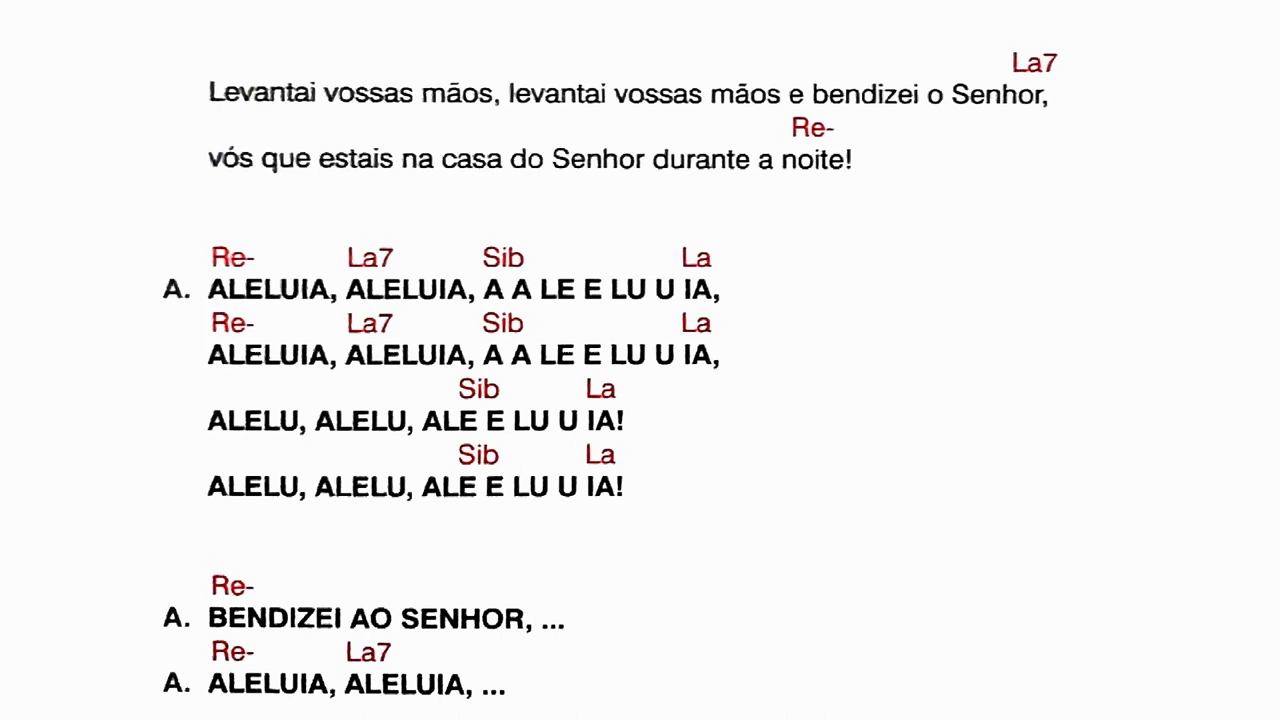 La7
Levantai vossas mãos, levantai vossas mãos e bendizei o Senhor,
Re-
vós que estais na casa do Senhor durante a noite!
Re- La7 Sib La
A. ALELUIA, ALELUIA, A A LE E LU U IA,
Re- La7 Sib La
ALELUIA, ALELUIA, A A LE E LU U IA,
Sib La
ALELU, ALELU, ALE E LU U IA!
Sib La
ALELU, ALELU, ALE E LU U IA!
Re-
A. BENDIZEI AO SENHOR, ...
Re- La7
A. ALELUIA, ALELUIA, ...